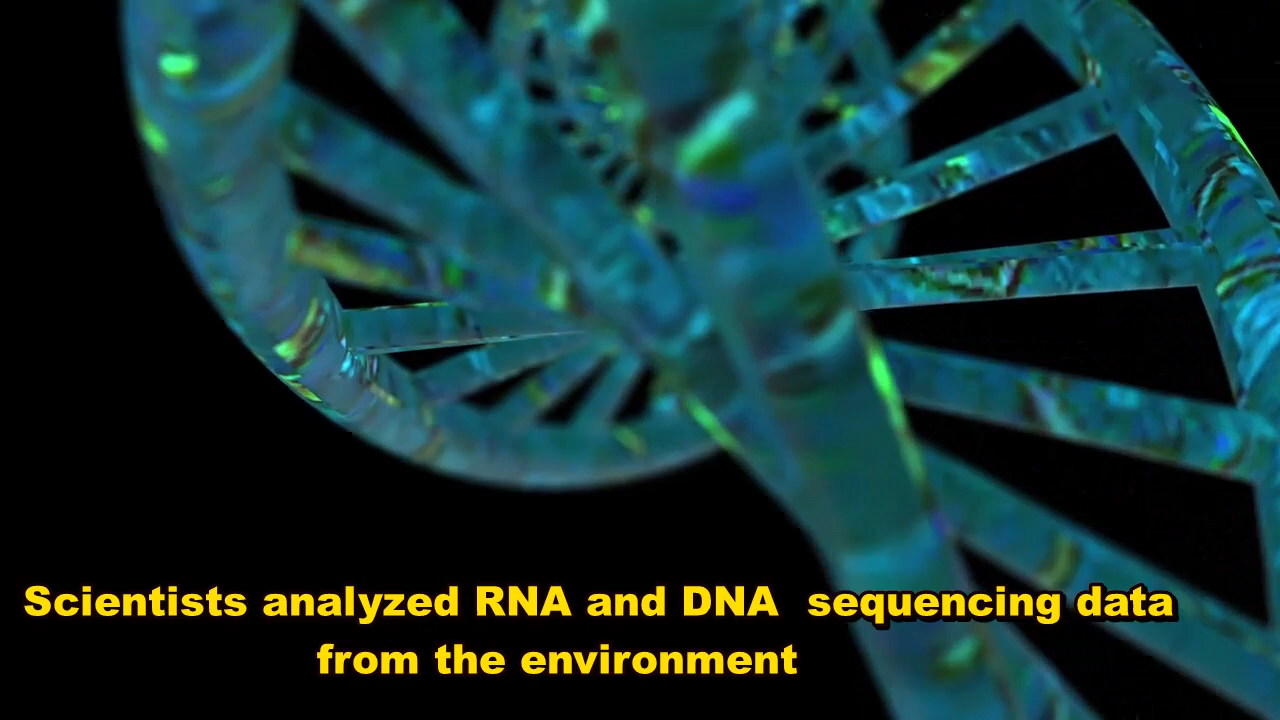 Scientists analyzed RNA and DNA  sequencing data
from the environment